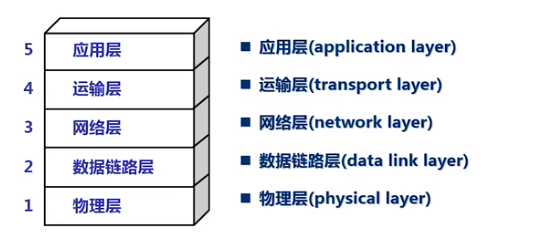 5 应用层
4 运输层
3 网络层
2 数据链路层
1 物理层
■ 应用层(application layer)
■ 运输层(transport layer)
■ 网络层(network layer)
■ 数据链路层(data link layer)
■ 物理层(physical layer)